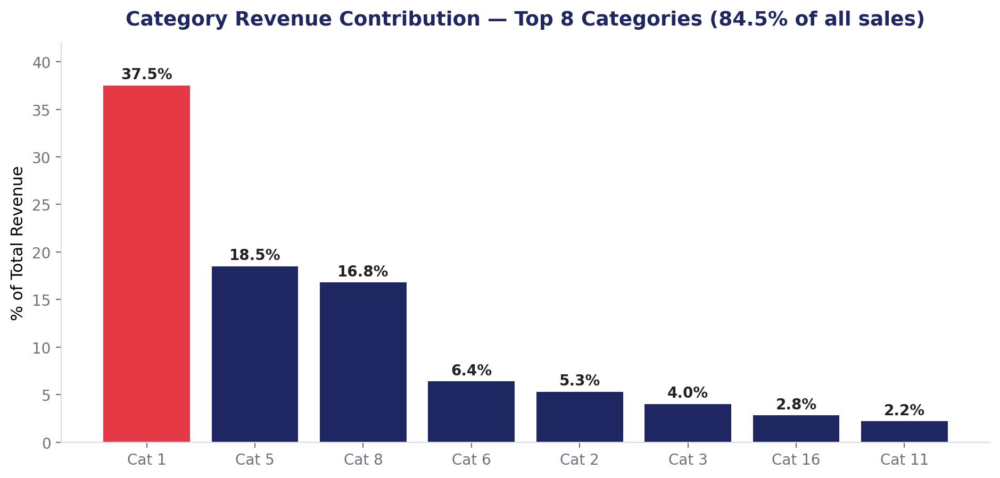 Category Revenue Contribution — Top 8 Categories (84.5% of all sales)
% of Total Revenue
40
35
30
25
20
15
10
5
0
37.5%
18.5%
16.8%
6.4%
5.3%
4.0%
2.8%
2.2%
Cat 1
Cat 5
Cat 8
Cat 6
Cat 2
Cat 3
Cat 16
Cat 11